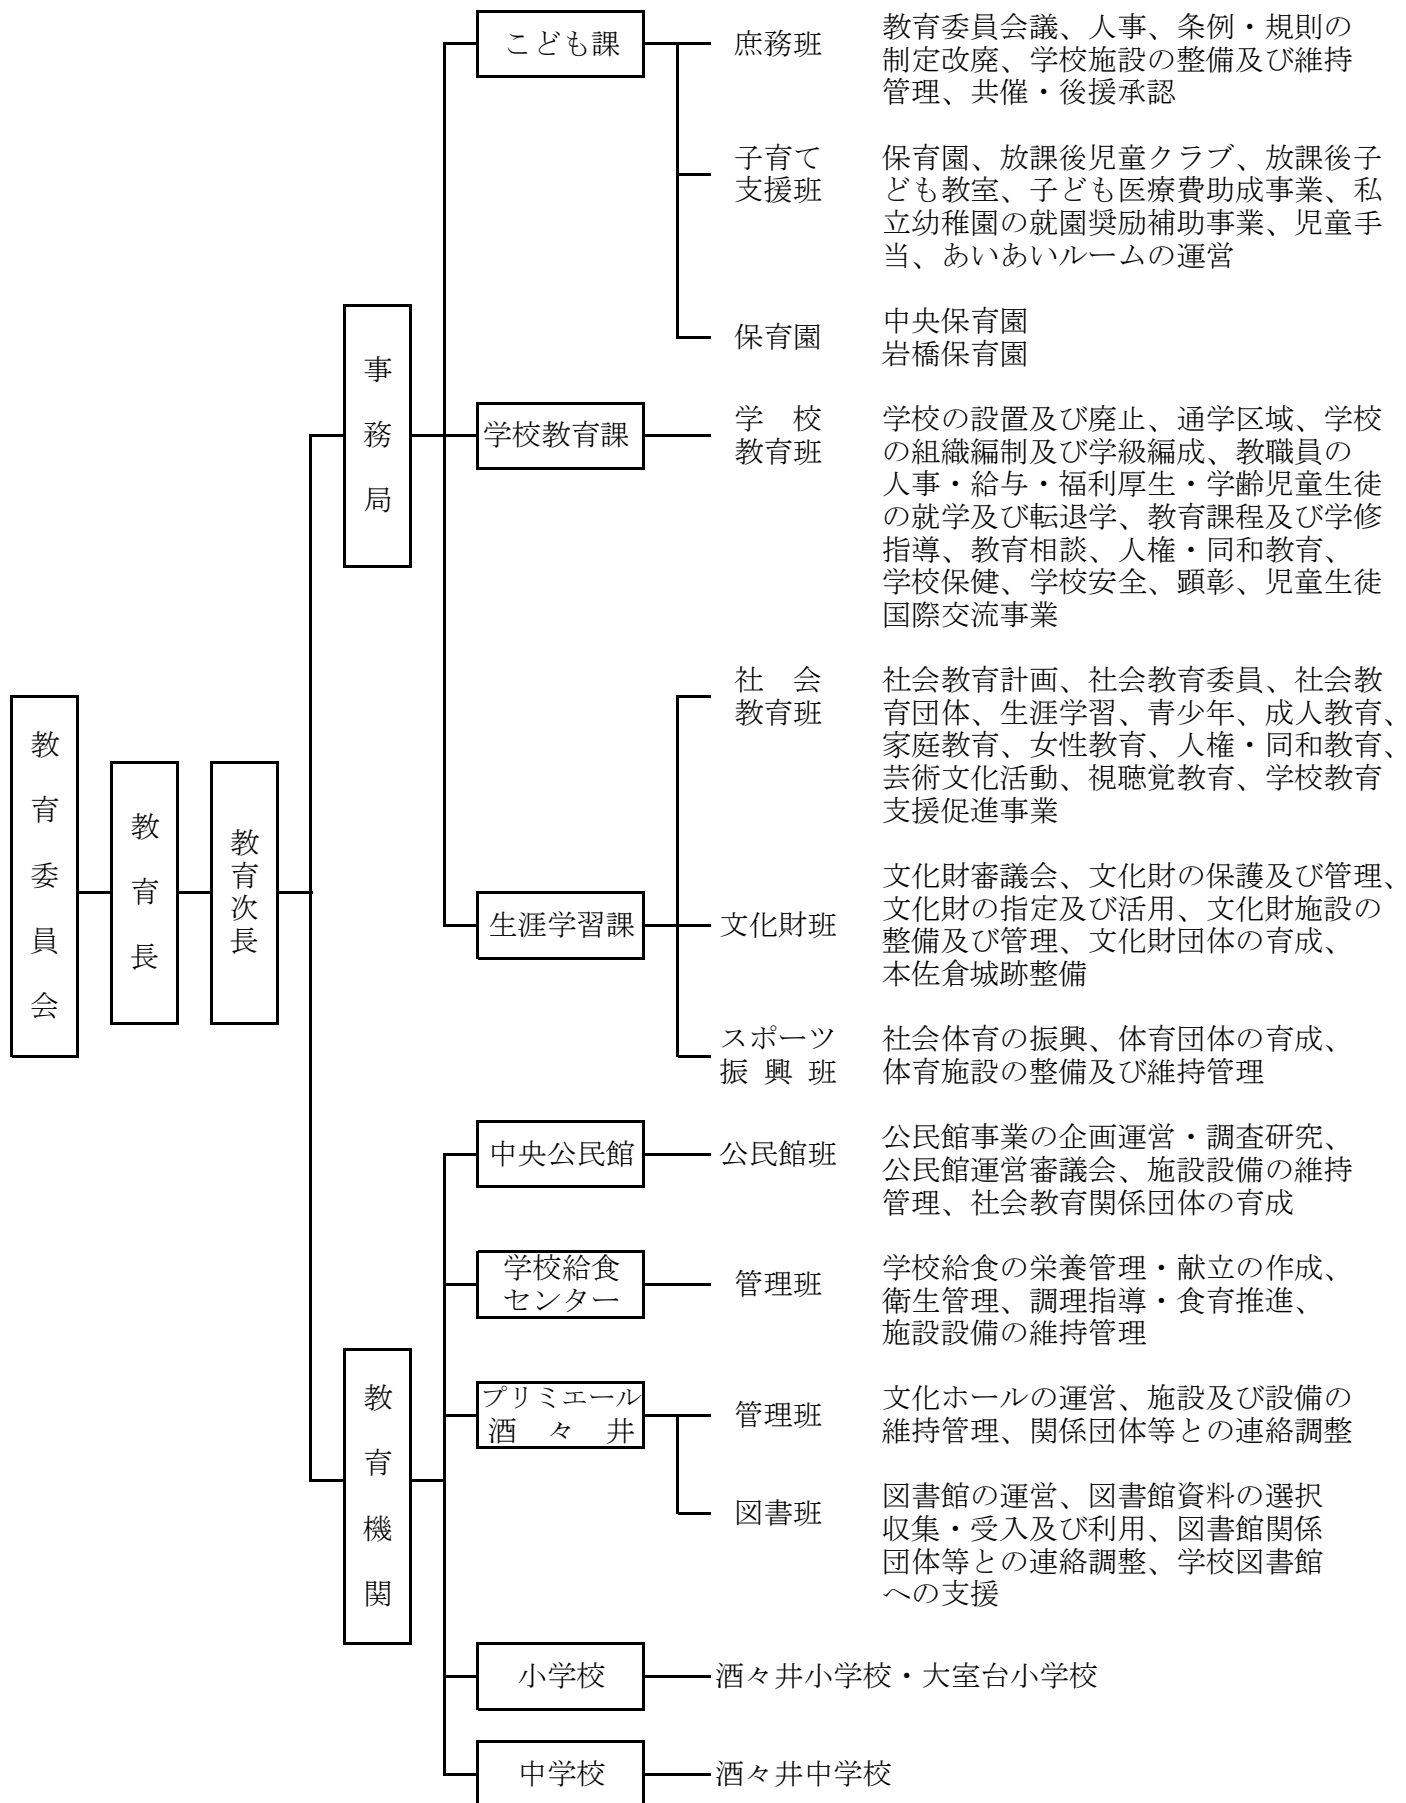 教育委員会
教育長
教育次長
事務局
こども課
庶務班
教育委員会議、人事、条例・規則の
制定改廃、学校施設の整備及び維持
管理、共催・後援承認
子育て
支援班
保育園、放課後児童クラブ、放課後子
ども教室、子ども医療費助成事業、私
立幼稚園の就園奨励補助事業、児童手
当、あいあいルームの運営
保育園
中央保育園
岩橋保育園
学校教育課
学　校
教育班
学校の設置及び廃止、通学区域、学校
の組織編制及び学級編成、教職員の
人事・給与・福利厚生・学齢児童生徒
の就学及び転退学、教育課程及び学修
指導、教育相談、人権・同和教育、
学校保健、学校安全、顕彰、児童生徒
国際交流事業
生涯学習課
社　会
教育班
社会教育計画、社会教育委員、社会教
育団体、生涯学習、青少年、成人教育、
家庭教育、女性教育、人権・同和教育、
芸術文化活動、視聴覚教育、学校教育
支援促進事業
文化財班
文化財審議会、文化財の保護及び管理、
文化財の指定及び活用、文化財施設の
整備及び管理、文化財団体の育成、
本佐倉城跡整備
スポーツ
振 興 班
社会体育の振興、体育団体の育成、
体育施設の整備及び維持管理
教育機関
中央公民館
公民館班
公民館事業の企画運営・調査研究、
公民館運営審議会、施設設備の維持
管理、社会教育関係団体の育成
学校給食
センター
管理班
学校給食の栄養管理・献立の作成、
衛生管理、調理指導・食育推進、
施設設備の維持管理
プリミエール
酒　々　井
管理班
文化ホールの運営、施設及び設備の
維持管理、関係団体等との連絡調整
図書班
図書館の運営、図書館資料の選択
収集・受入及び利用、図書館関係
団体等との連絡調整、学校図書館
への支援
小学校
酒々井小学校・大室台小学校
中学校
酒々井中学校